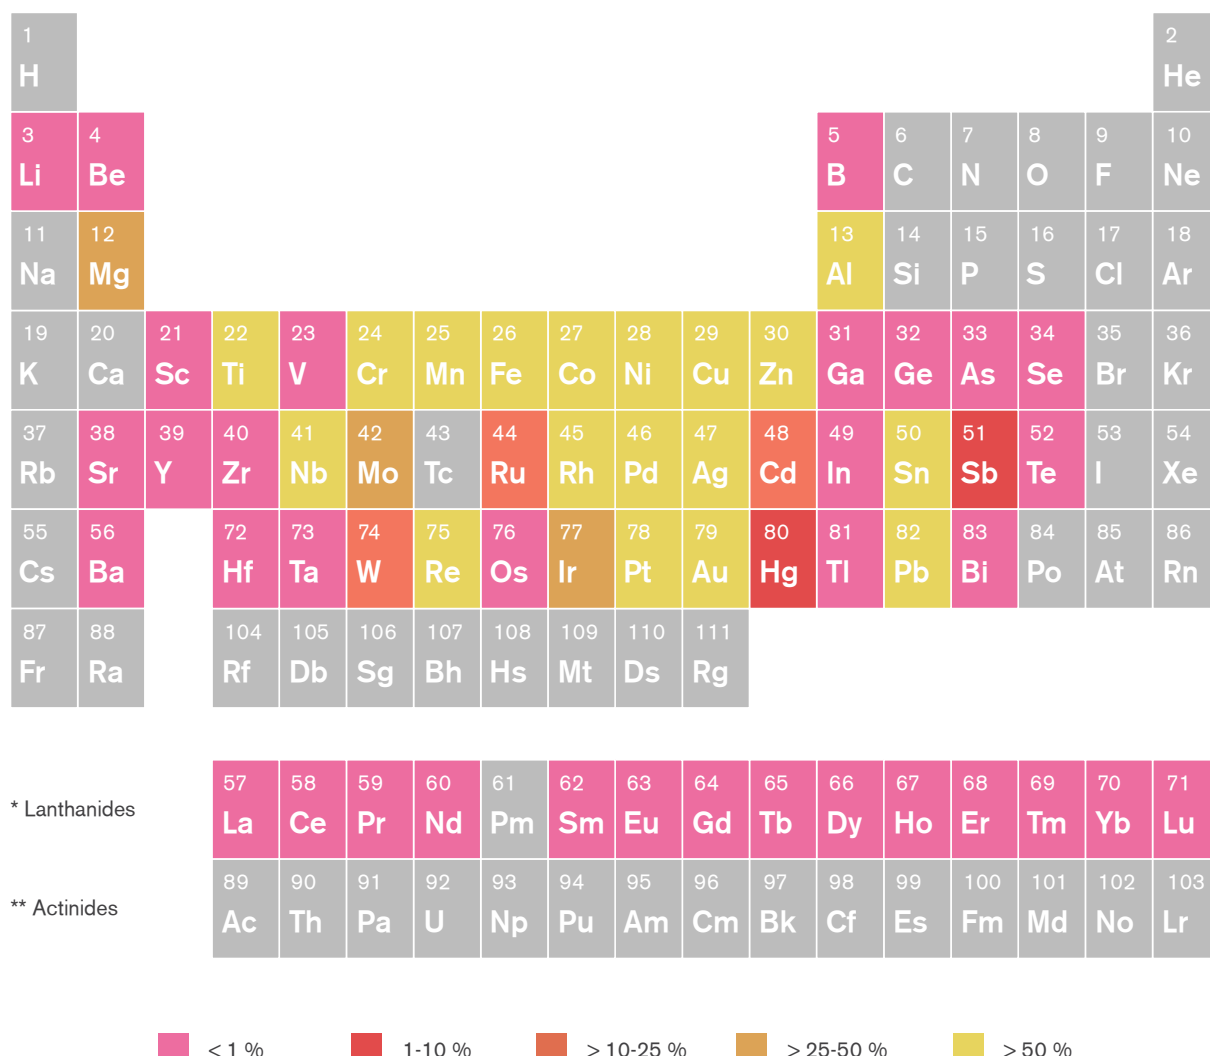 1 2
H He
3 4 5 6 7 8 9 10
Li Be B C N O F Ne
11 12 13 14 15 16 17 18
Na Mg Al Si P S Cl Ar
19 20 21 22 23 24 25 26 27 28 29 30 31 32 33 34 35 36
K Ca Sc Ti V Cr Mn Fe Co Ni Cu Zn Ga Ge As Se Br Kr
37 38 39 40 41 42 43 44 45 46 47 48 49 50 51 52 53 54
Rb Sr Y Zr Nb Mo Tc Ru Rh Pd Ag Cd In Sn Sb Te I Xe
55 56 72 73 74 75 76 77 78 79 80 81 82 83 84 85 86
Cs Ba Hf Ta W Re Os Ir Pt Au Hg Tl Pb Bi Po At Rn
87 88 104 105 106 107 108 109 110 111
Fr Ra Rf Db Sg Bh Hs Mt Ds Rg
57 58 59 60 61 62 63 64 65 66 67 68 69 70 71
* Lanthanides
La Ce Pr Nd Pm Sm Eu Gd Tb Dy Ho Er Tm Yb Lu
89 90 91 92 93 94 95 96 97 98 99 100 101 102 103
** Actinides
Ac Th Pa U Np Pu Am Cm Bk Cf Es Fm Md No Lr
< 1 % 1-10 % > 10-25 % > 25-50 % > 50 %